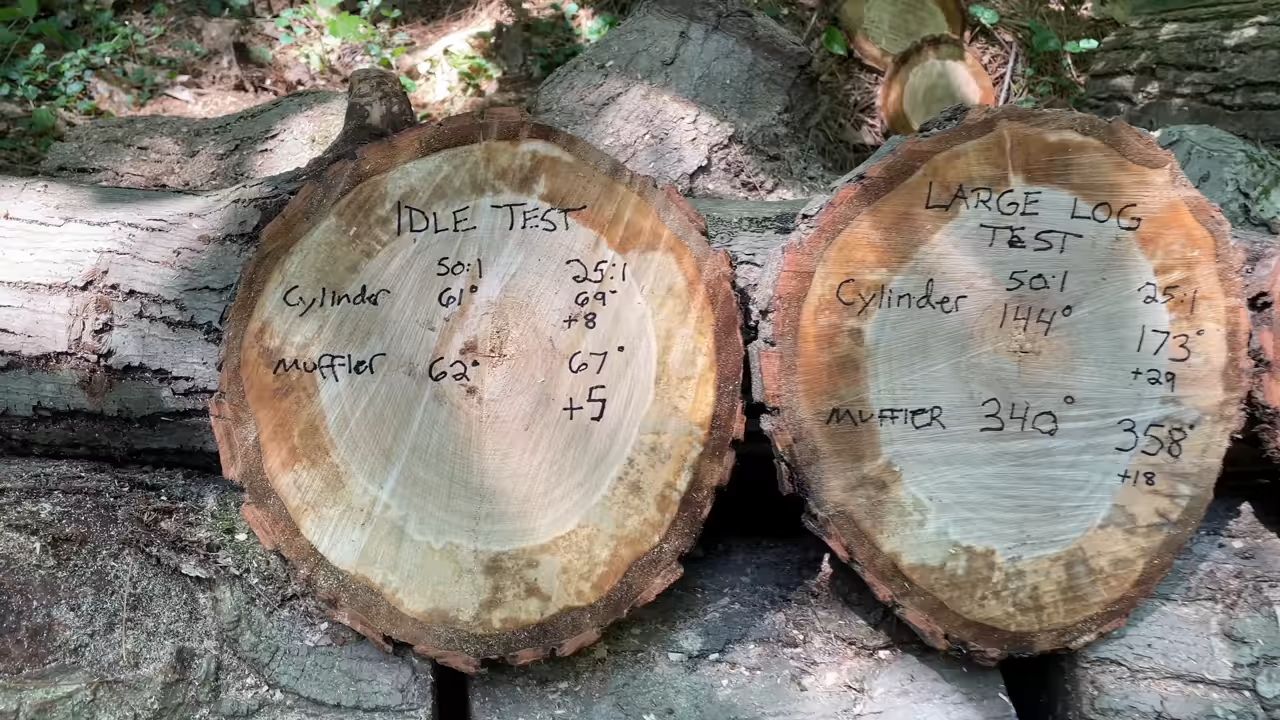 IDLE TEST
50:1 25:1
Cylinder 61° 69°
+8
Muffler 62° 67°
+5
LARGE LOG
TEST
Cylinder 50:1 25:1
144° 173°
+29
MUFFLER 340° 358°
+18